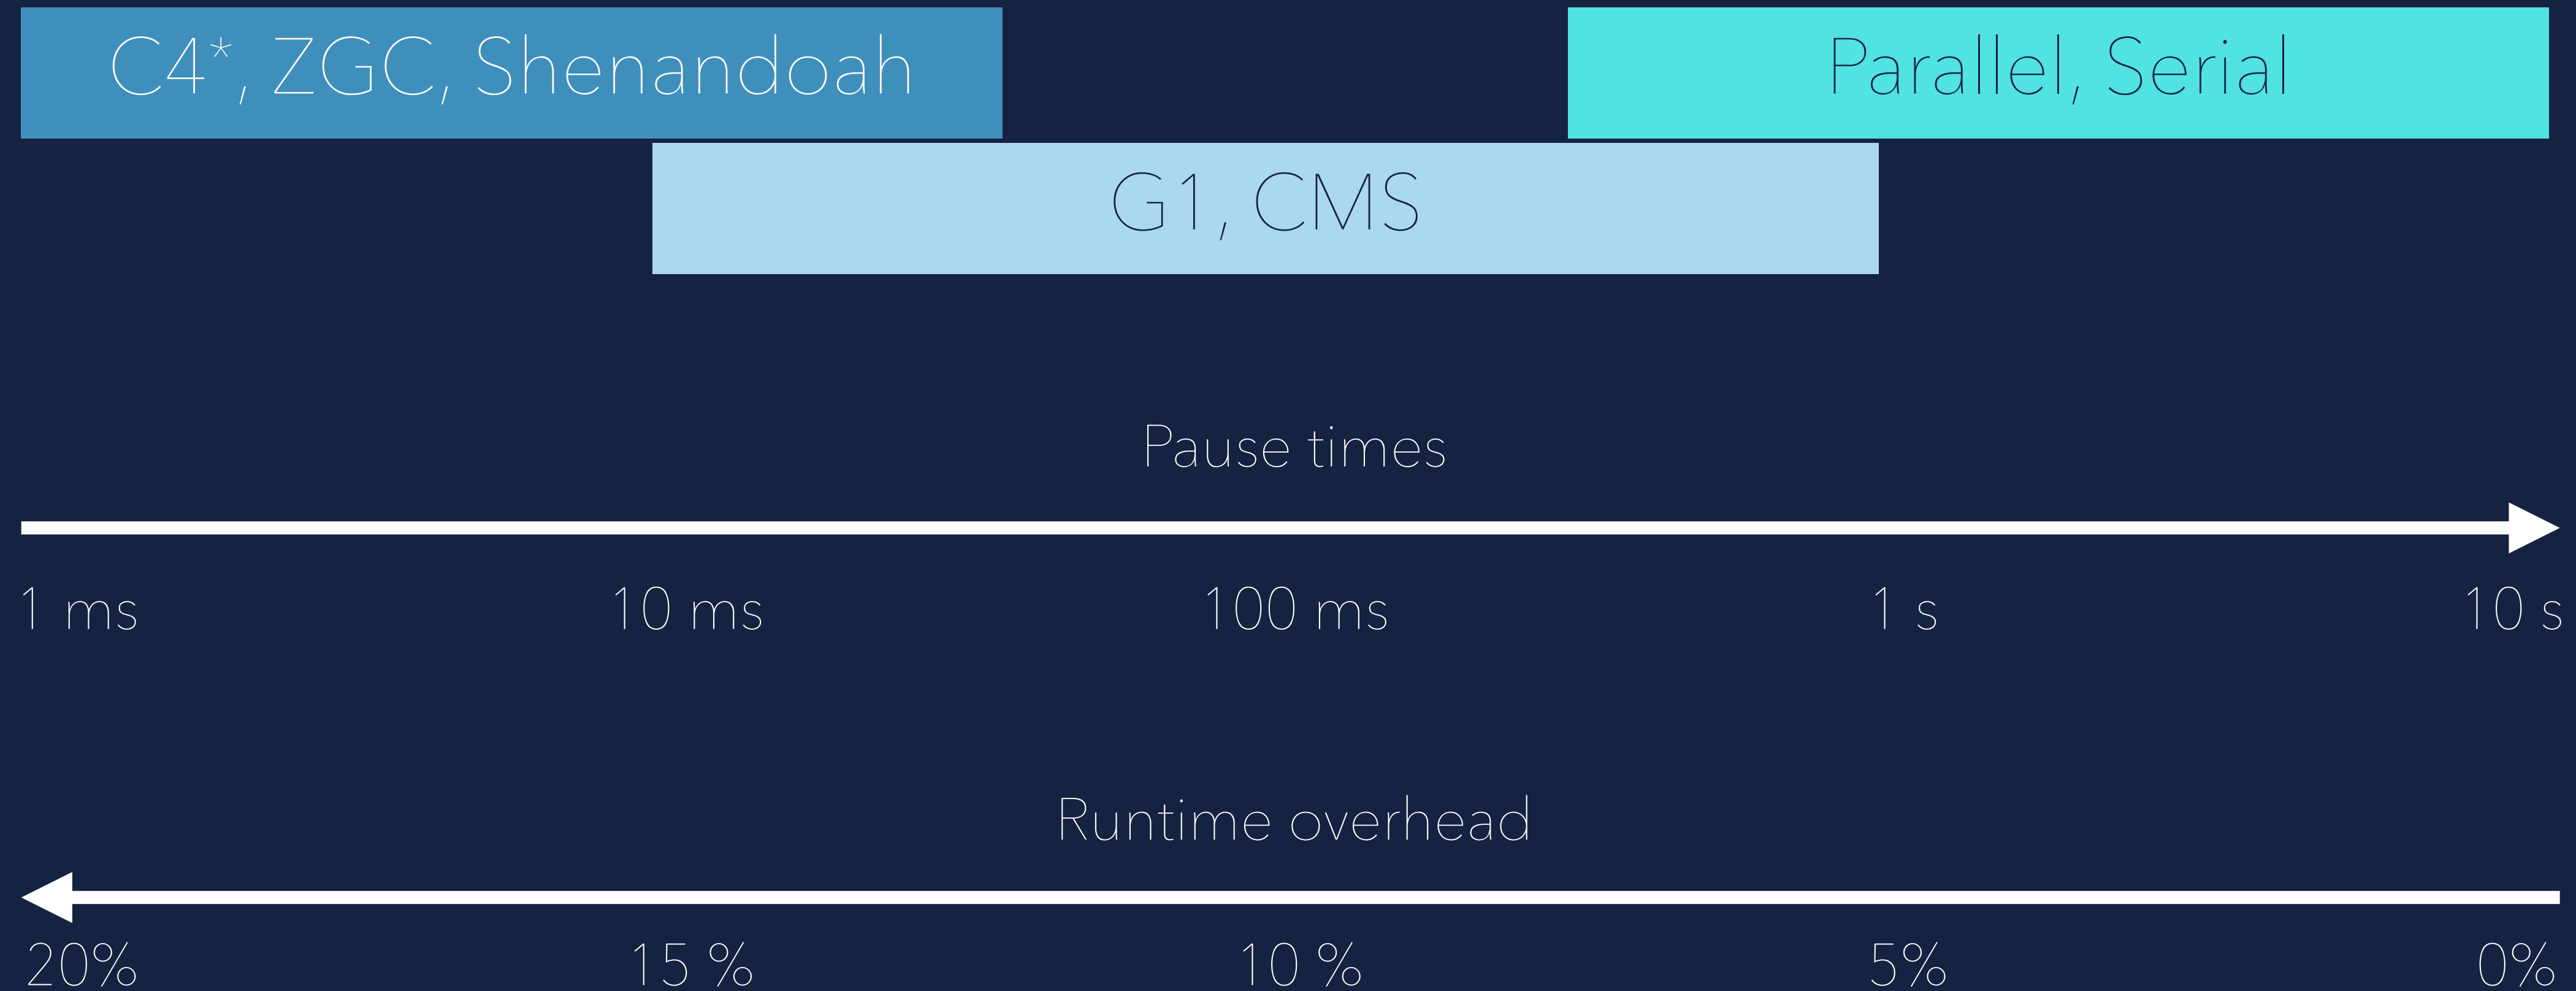 C4*, ZGC, Shenandoah
Parallel, Serial
G1, CMS
Pause times
1 ms
10 ms
100 ms
1 s
10 s
Runtime overhead
20%
15 %
10 %
5%
0%